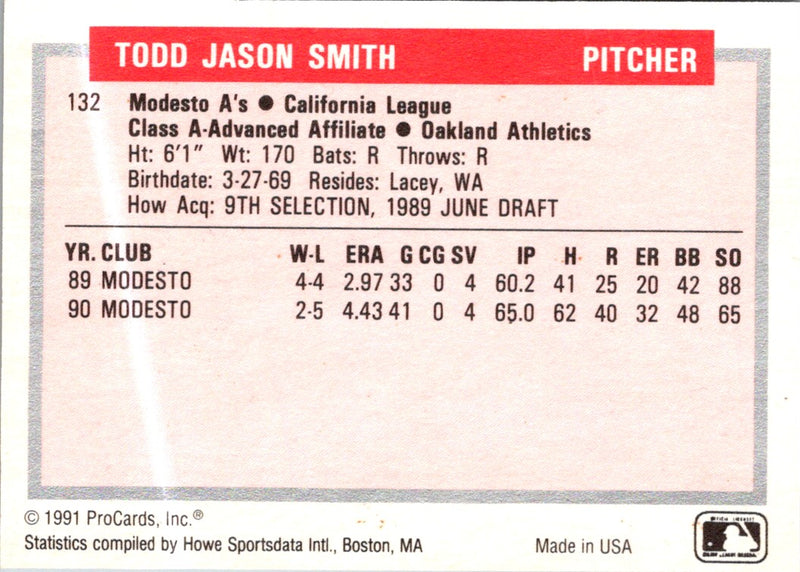 TODD JASON SMITH PITCHER
132 Modesto A's ● California League
Class A-Advanced Affiliate ● Oakland Athletics
Ht: 6'1" Wt: 170 Bats: R Throws: R
Birthdate: 3-27-69 Resides: Lacey, WA
How Acq: 9TH SELECTION, 1989 JUNE DRAFT
YR. CLUB W-L ERA G CG SV IP H R ER BB SO
89 MODESTO 4-4 2.97 33 0 4 60.2 41 25 20 42 88
90 MODESTO 2-5 4.43 41 0 4 65.0 62 40 32 48 65
© 1991 ProCards, Inc.®
Statistics compiled by Howe Sportsdata Intl., Boston, MA Made in USA